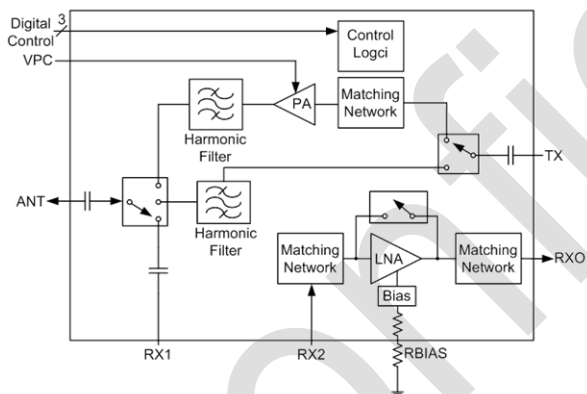 Digital
Control
3
VPC
Control
Logci
PA
Matching
Network
Harmonic
Filter
TX
ANT
Harmonic
Filter
Matching
Network
LNA
Matching
Network
RXO
Bias
RX1
RX2
RBIAS